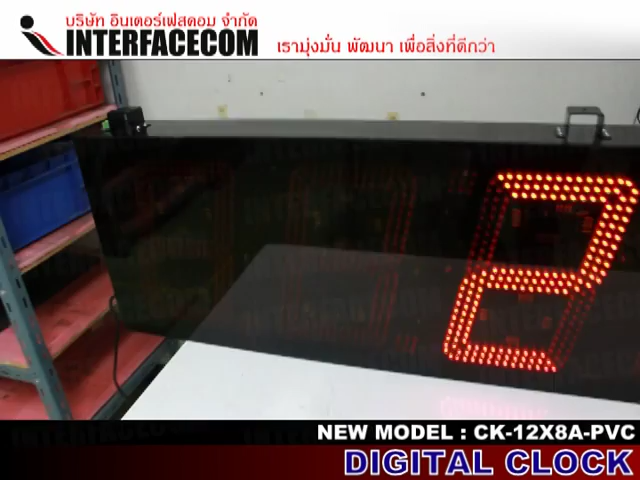 บริษัท อินเตอร์เฟสคอม จำกัด
INTERFACECOM
เรามุ่งมั่น พัฒนา เพื่อสิ่งที่ดีกว่า
2
NEW MODEL : CK-12X8A-PVC
DIGITAL CLOCK